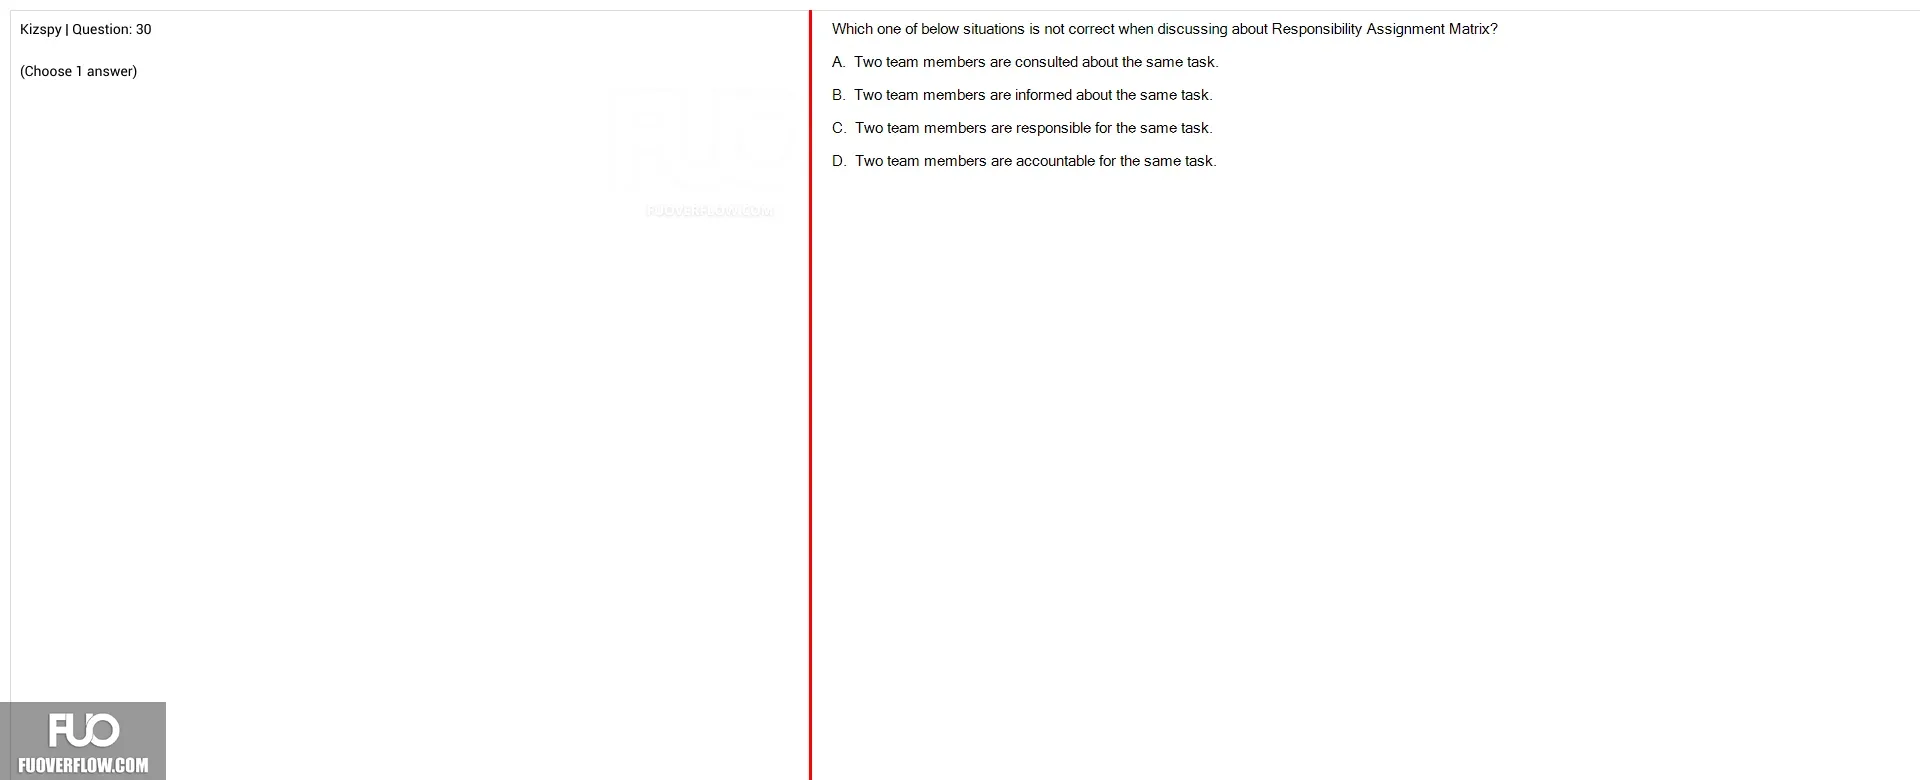 Kizspy | Question: 30
(Choose 1 answer)
Which one of below situations is not correct when discussing about Responsibility Assignment Matrix?
A. Two team members are consulted about the same task.
B. Two team members are informed about the same task.
C. Two team members are responsible for the same task.
D. Two team members are accountable for the same task.
FUOVERFLOW.COM
FUO
FUOVERFLOW.COM